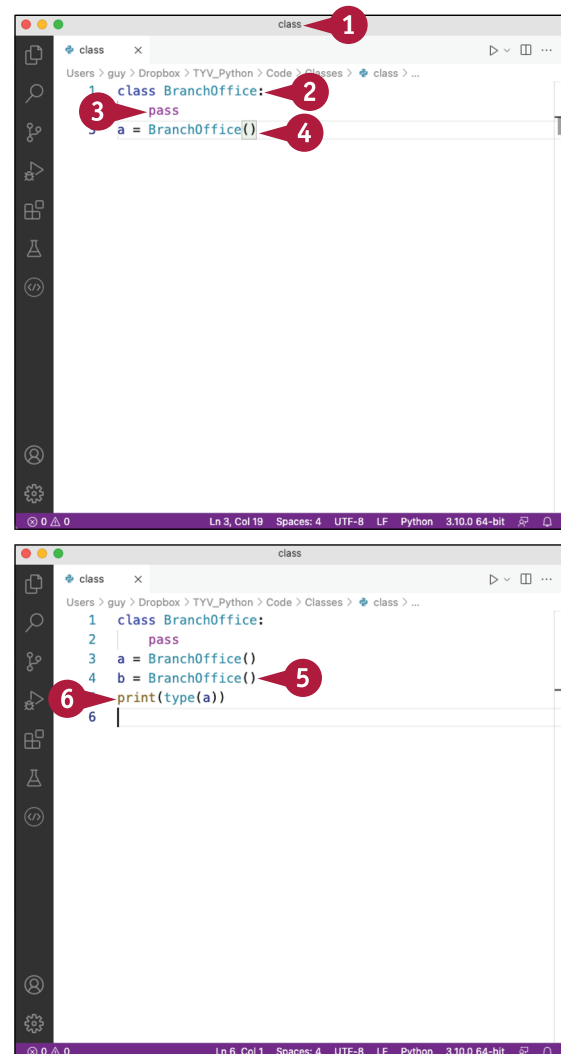 class
1
class
Users > guy > Dropbox > TYV_Python > Code > Classes > class > ...
1 class BranchOffice:
2
3
pass
3 a = BranchOffice()
4
Ln 3, Col 19 Spaces: 4 UTF-8 LF Python 3.10.0 64-bit
0 0
class
class
Users > guy > Dropbox > TYV_Python > Code > Classes > class > ...
1 class BranchOffice:
2 pass
3 a = BranchOffice()
4 b = BranchOffice()
5
6
print(type(a))
6
0 0
Ln 6, Col 1 Spaces: 4 UTF-8 LF Python 3.10.0 64-bit